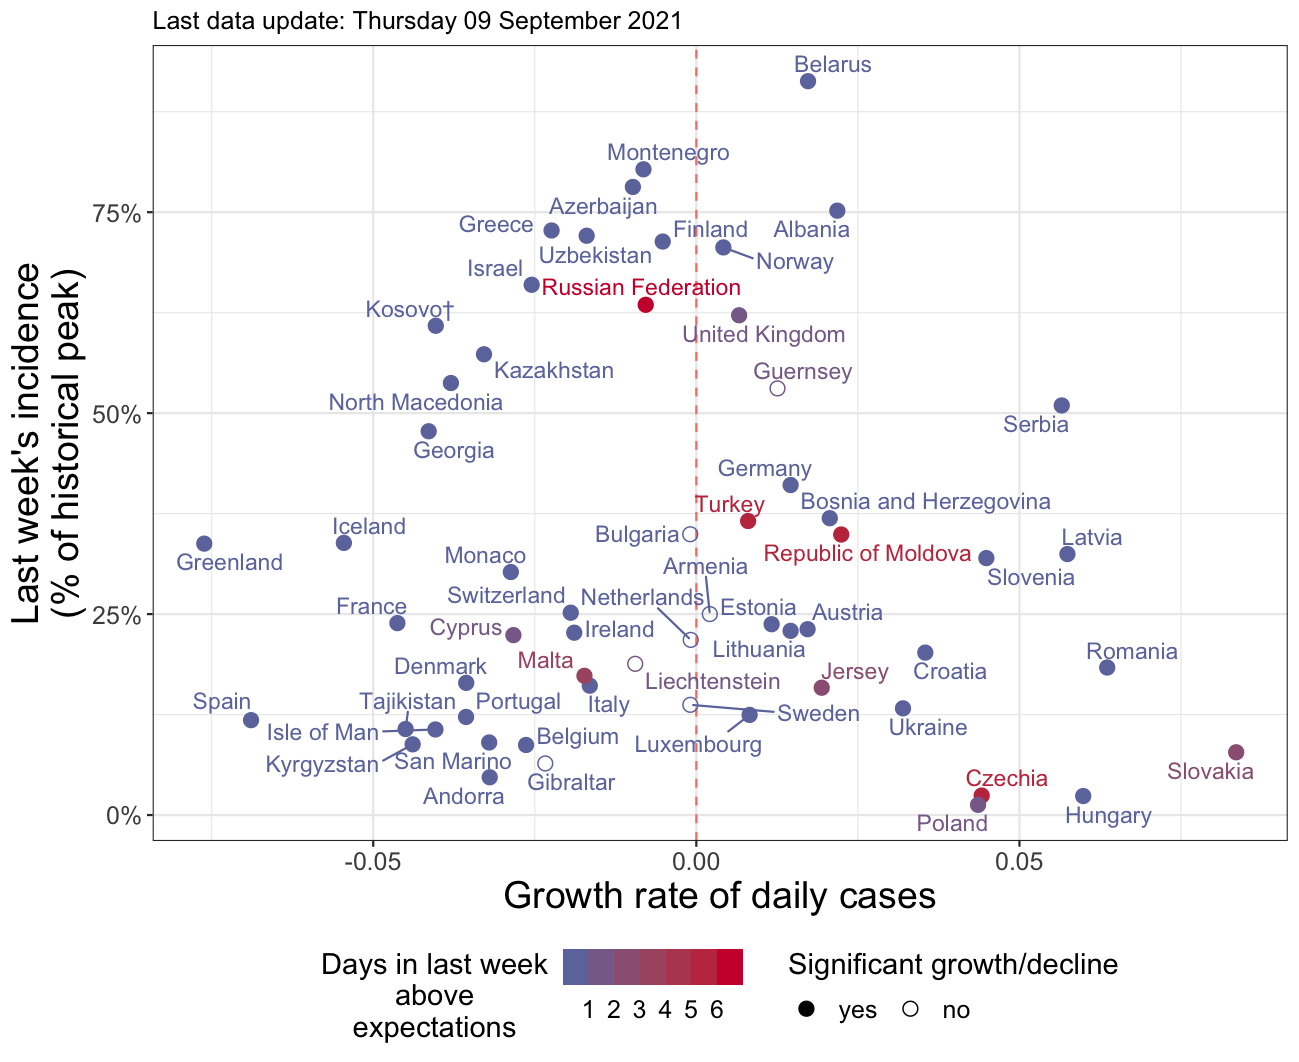 Last data update: Thursday 09 September 2021
Belarus
Montenegro
Azerbaijan
Greece
Finland
Albania
Uzbekistan
Norway
Israel
Russian Federation
Kosovo†
United Kingdom
Kazakhstan
Guernsey
North Macedonia
Serbia
Georgia
Germany
Turkey
Bosnia and Herzegovina
Iceland
Bulgaria
Latvia
Greenland
Monaco
Armenia
Republic of Moldova
Slovenia
Switzerland
Netherlands
France
Estonia
Austria
Cyprus
Ireland
Lithuania
Romania
Denmark
Malta
Liechtenstein
Jersey
Croatia
Spain
Tajikistan
Portugal
Italy
Sweden
Isle of Man
Belgium
Luxembourg
Ukraine
Kyrgyzstan
San Marino
Gibraltar
Slovakia
Andorra
Czechia
Poland
Hungary
75%
50%
25%
0%
Last week's incidence
(% of historical peak)
-0.05
0.00
0.05
Growth rate of daily cases
Days in last week
above
expectations
1 2 3 4 5 6
Significant growth/decline
yes
no